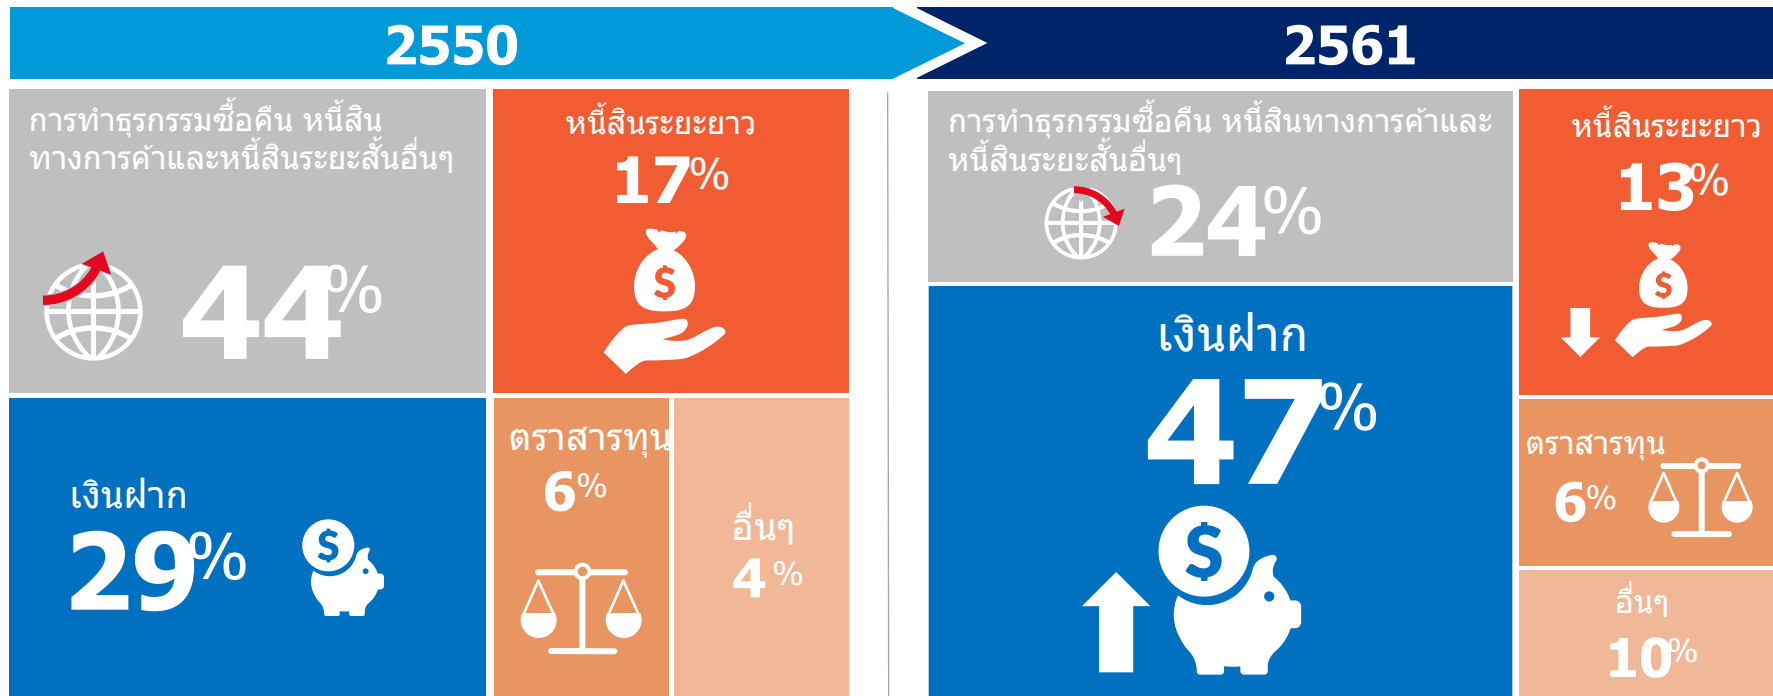 2550
การทำธุรกรรมซื้อคืน หนี้สิน
ทางการค้าและหนี้สินระยะสั้นอื่นๆ
44%
หนี้สินระยะยาว
17%
$
เงินฝาก
29%
$
ตราสารทุน
6%
อื่นๆ
4%
2561
การทำธุรกรรมซื้อคืน หนี้สินทางการค้าและ
หนี้สินระยะสั้นอื่นๆ
24%
หนี้สินระยะยาว
13%
$
เงินฝาก
47%
$
ตราสารทุน
6%
อื่นๆ
10%